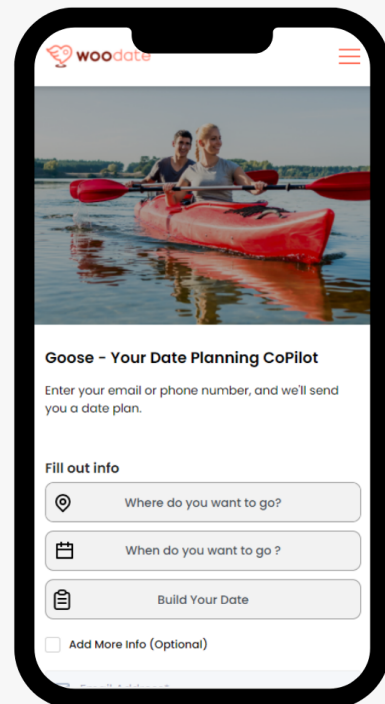 woodate
Goose - Your Date Planning CoPilot
Enter your email or phone number, and we'll send
you a date plan.
Fill out info
Where do you want to go?
When do you want to go ?
Build Your Date
Add More Info (Optional)